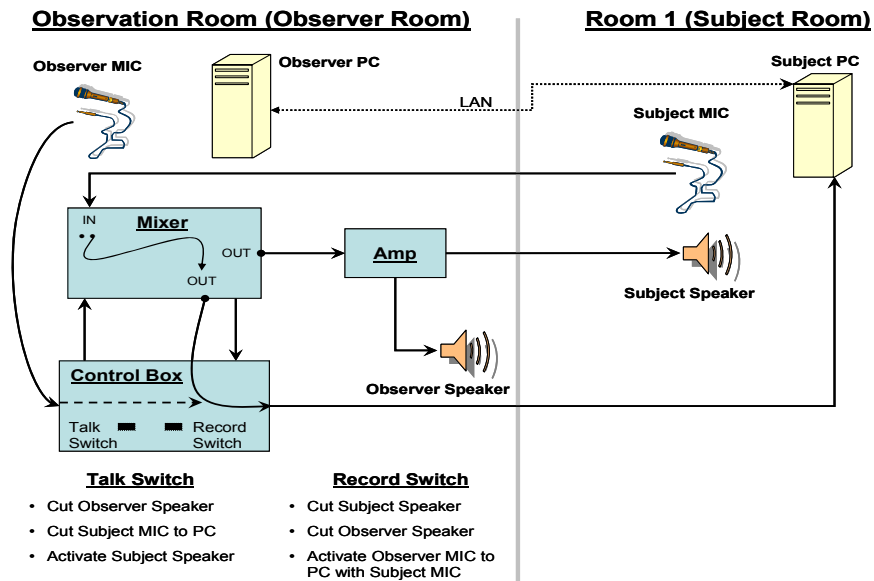 Observation Room (Observer Room)
Room 1 (Subject Room)
Observer MIC
Observer PC
Subject PC
LAN
Subject MIC
IN
Mixer
OUT
OUT
Amp
Subject Speaker
Observer Speaker
Control Box
Talk
Switch
Record
Switch
Talk Switch
• Cut Observer Speaker
• Cut Subject MIC to PC
• Activate Subject Speaker
Record Switch
• Cut Subject Speaker
• Cut Observer Speaker
• Activate Observer MIC to
PC with Subject MIC